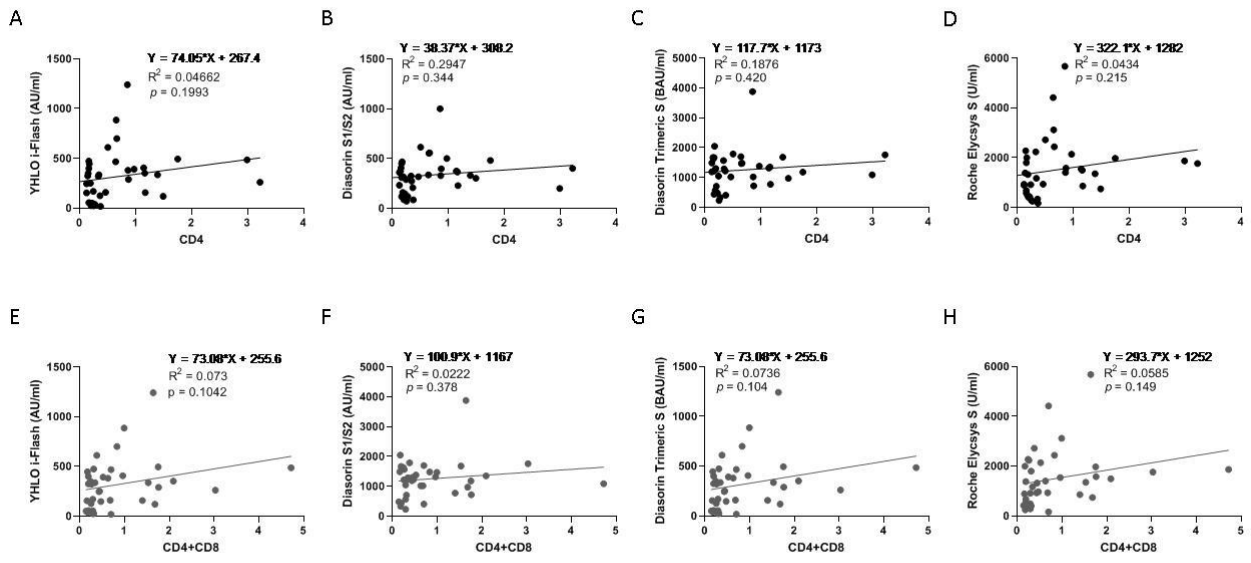 A
Y = 74.05*X + 267.4
R2 = 0.04662
p = 0.1993
YHLO i-Flash (AU/ml)
1500
1000
500
0
0 1 2 3 4
CD4
B
Y = 38.37*X + 308.2
R2 = 0.2947
p = 0.344
Diasorin S1/S2 (AU/ml)
1500
1000
500
0
0 1 2 3 4
CD4
C
Y = 117.7*X + 1173
R2 = 0.1876
p = 0.420
Diasorin Trimeric S (BAU/ml)
5000
4000
3000
2000
1000
0
0 1 2 3 4
CD4
D
Y = 322.1*X + 1282
R2 = 0.0434
p = 0.215
Roche Elycsys S (U/ml)
6000
4000
2000
0
0 1 2 3 4
CD4
E
Y = 73.08*X + 255.6
R2 = 0.073
p = 0.1042
YHLO i-Flash (AU/ml)
1500
1000
500
0
0 1 2 3 4 5
CD4+CD8
F
Y = 100.9*X + 1167
R2 = 0.0222
p = 0.378
Diasorin S1/S2 (AU/ml)
5000
4000
3000
2000
1000
0
0 1 2 3 4 5
CD4+CD8
G
Y = 73.08*X + 255.6
R2 = 0.0736
p = 0.104
Diasorin Trimeric S (BAU/ml)
1500
1000
500
0
0 1 2 3 4 5
CD4+CD8
H
Y = 293.7*X + 1252
R2 = 0.0585
p = 0.149
Roche Elycsys S (U/ml)
6000
4000
2000
0
0 1 2 3 4 5
CD4+CD8